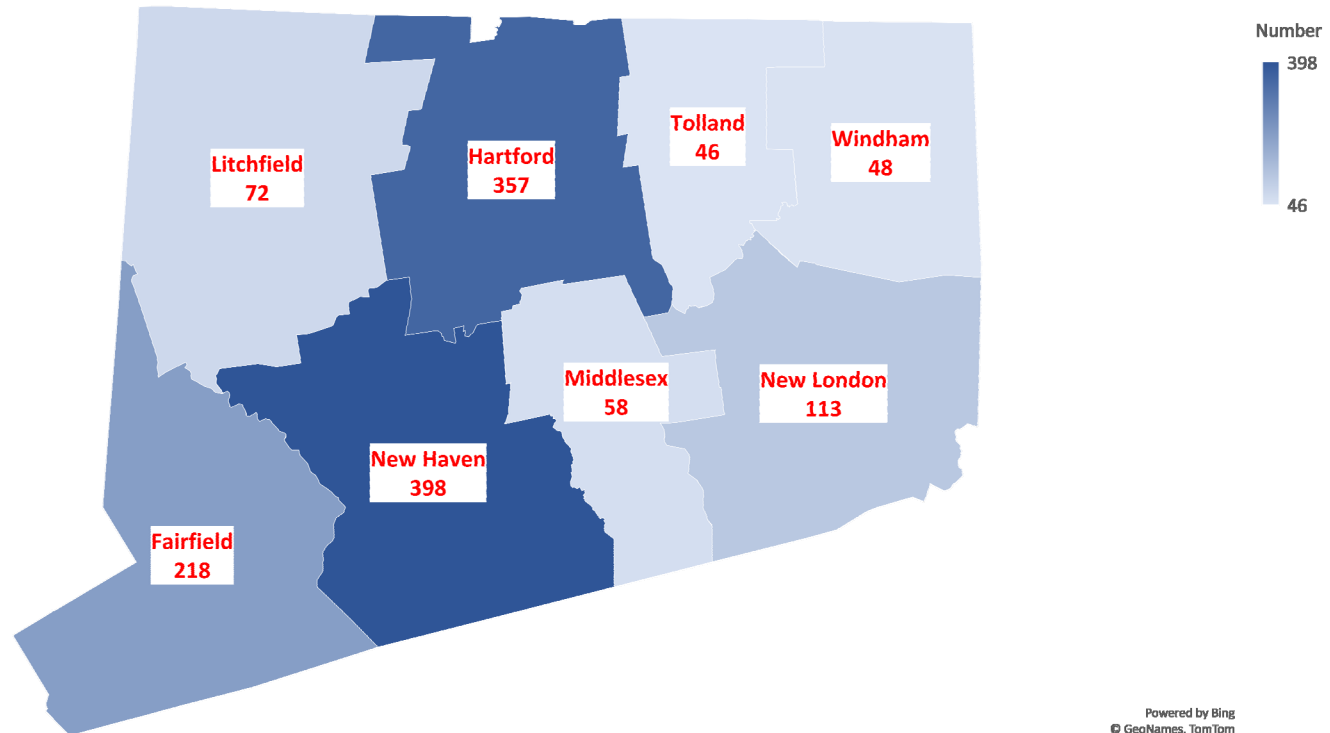 Number
398
46
Tolland
46
Windham
48
Litchfield
72
Hartford
357
Middlesex
58
New London
113
New Haven
398
Fairfield
218
Powered by Bing
© GeoNames, TomTom